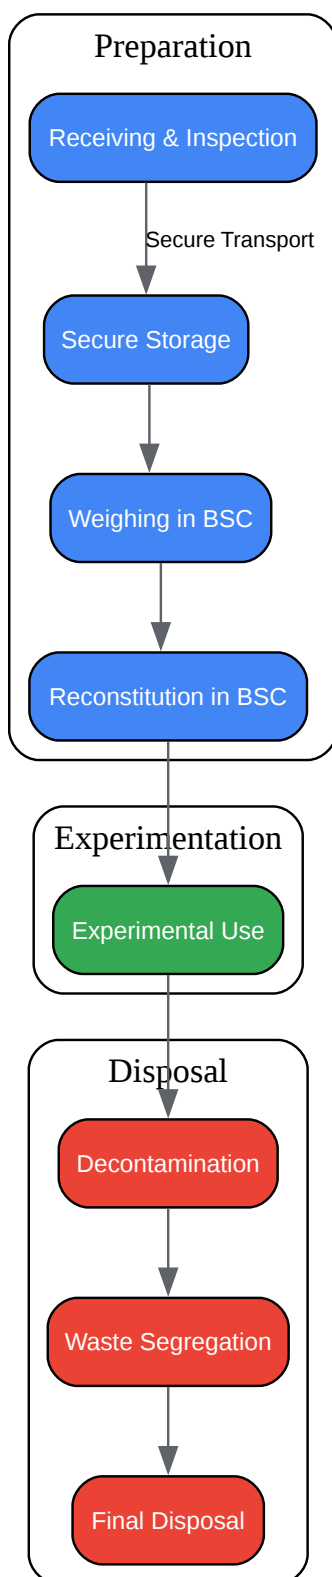 Preparation
Receiving & Inspection
Secure Transport
Secure Storage
Weighing in BSC
Reconstitution in BSC
Experimentation
Experimental Use
Disposal
Decontamination
Waste Segregation
Final Disposal